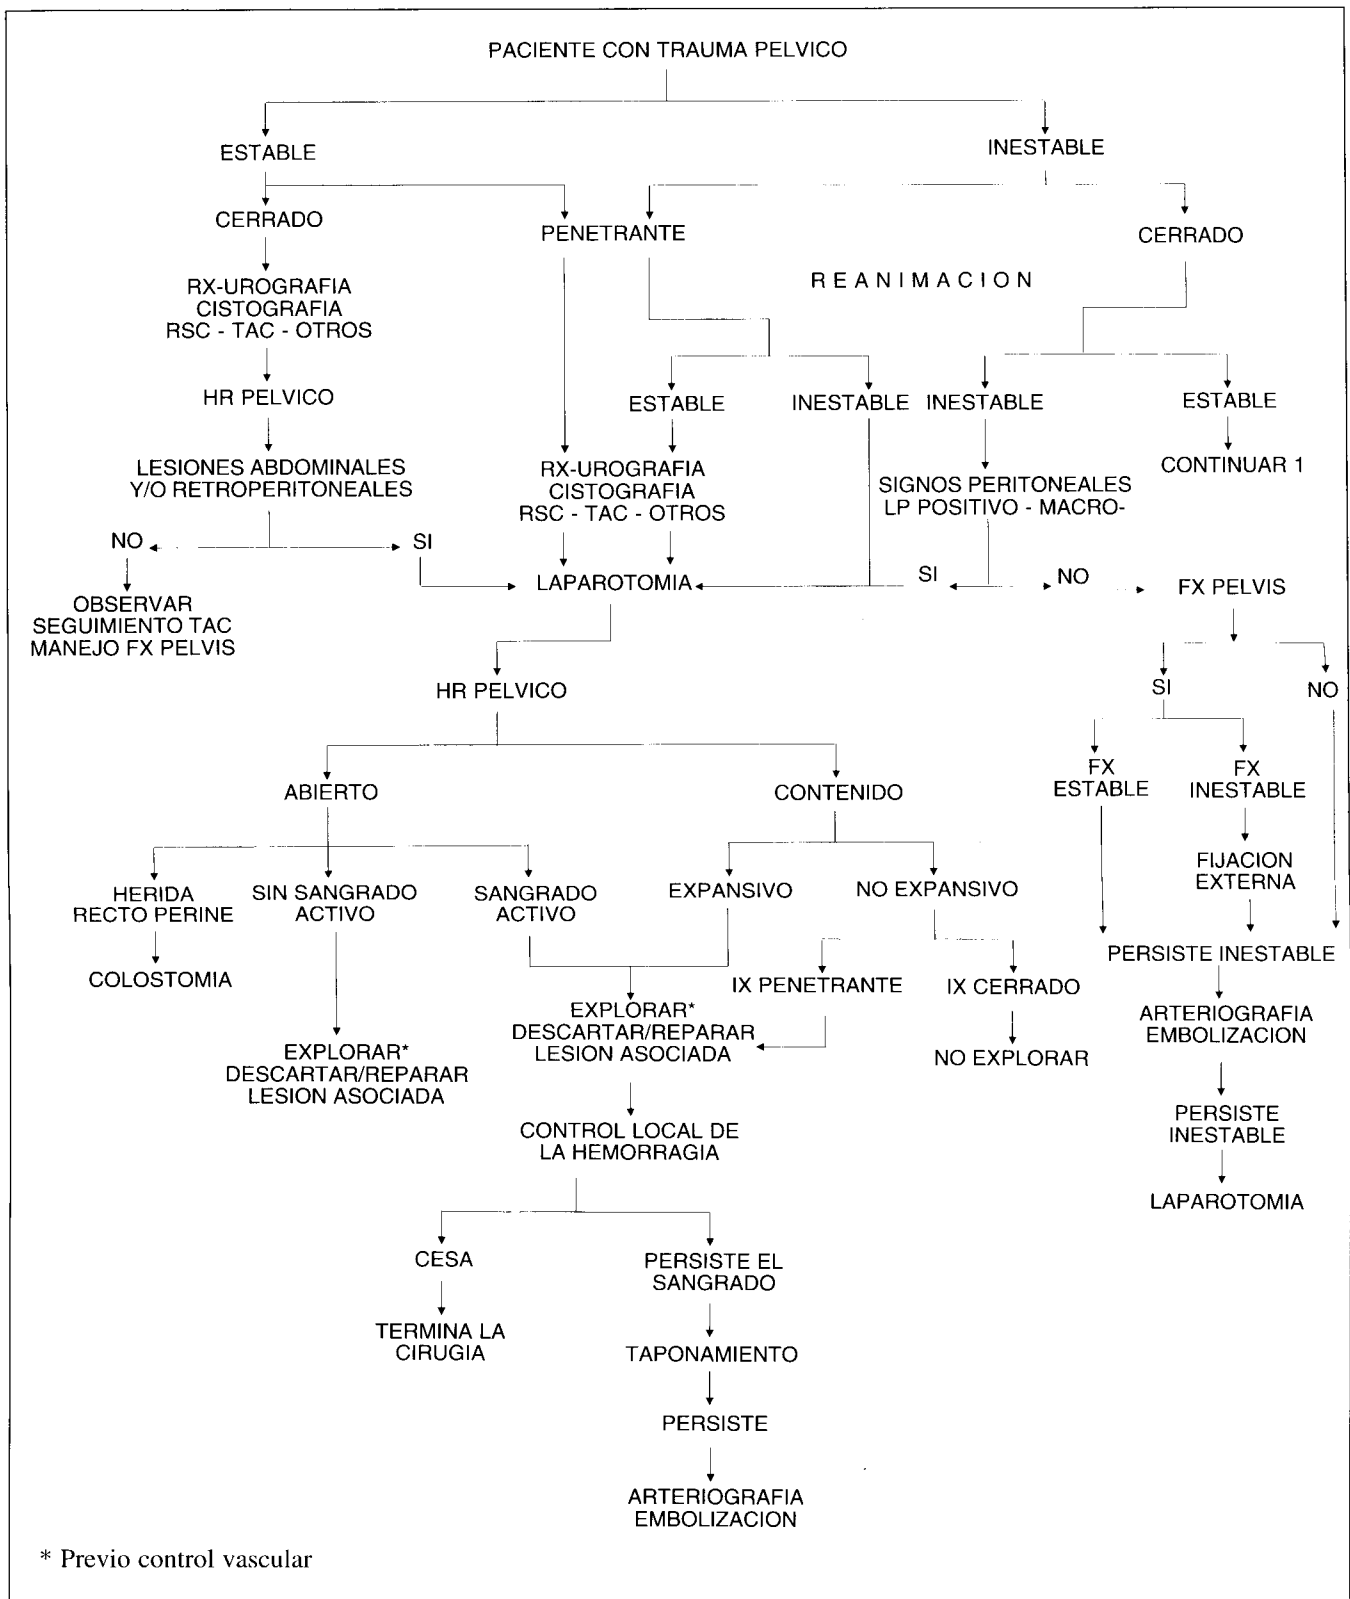 PACIENTE CON TRAUMA PELVICO
ESTABLE
INESTABLE
CERRADO
PENETRANTE
CERRADO
RX-UROGRAFIA
CISTOGRAFIA
RSC - TAC - OTROS
REANIMACION
HR PELVICO
ESTABLE
INESTABLE
INESTABLE
ESTABLE
LESIONES ABDOMINALES
Y/O RETROPERITONEALES
RX-UROGRAFIA
CISTOGRAFIA
RSC - TAC - OTROS
SIGNOS PERITONEALES
LP POSITIVO - MACRO-
CONTINUAR 1
NO
SI
LAPAROTOMIA
SI
NO
FX PELVIS
OBSERVAR
SEGUIMIENTO TAC
MANEJO FX PELVIS
HR PELVICO
SI
NO
ABIERTO
CONTENIDO
FX
ESTABLE
FX
INESTABLE
HERIDA
RECTO PERINE
SIN SANGRADO
ACTIVO
SANGRADO
ACTIVO
EXPANSIVO
NO EXPANSIVO
FIJACION
EXTERNA
COLOSTOMIA
IX PENETRANTE
IX CERRADO
PERSISTE INESTABLE
EXPLORAR*
DESCARTAR/REPARAR
LESION ASOCIADA
EXPLORAR*
DESCARTAR/REPARAR
LESION ASOCIADA
NO EXPLORAR
ARTERIOGRAFIA
EMBOLIZACION
CONTROL LOCAL DE
LA HEMORRAGIA
PERSISTE
INESTABLE
LAPAROTOMIA
CESA
PERSISTE EL
SANGRADO
TERMINA LA
CIRUGIA
TAPONAMIENTO
PERSISTE
ARTERIOGRAFIA
EMBOLIZACION
* Previo control vascular